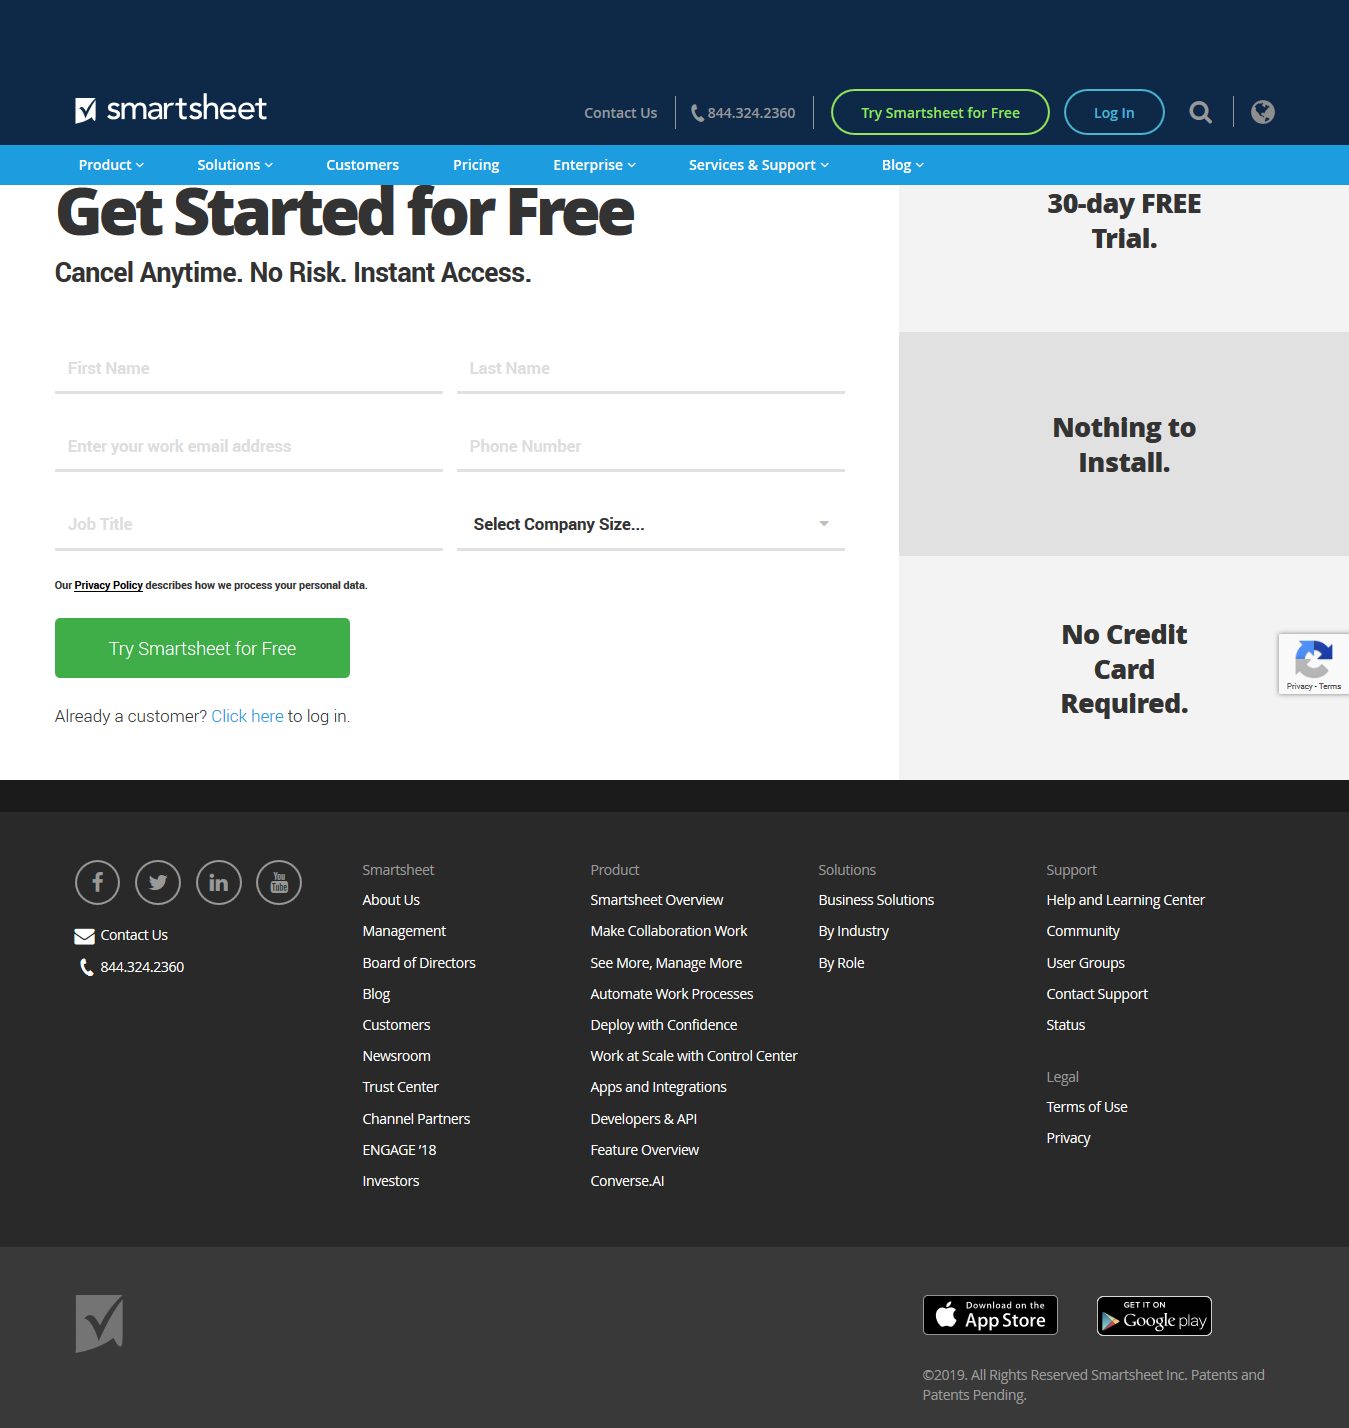 smartsheet
Contact Us
844.324.2360
Try Smartsheet for Free
Log In
Product
Solutions
Customers
Pricing
Enterprise
Services & Support
Blog
Get Started for Free
Cancel Anytime. No Risk. Instant Access.
First Name
Last Name
Enter your work email address
Phone Number
Job Title
Select Company Size...
Our Privacy Policy describes how we process your personal data.
Try Smartsheet for Free
Already a customer? Click here to log in.
30-day FREE
Trial.
Nothing to
Install.
No Credit
Card
Required.
Privacy - Terms
You
Tube
Contact Us
844.324.2360
Smartsheet
About Us
Management
Board of Directors
Blog
Customers
Newsroom
Trust Center
Channel Partners
ENGAGE '18
Investors
Product
Smartsheet Overview
Make Collaboration Work
See More, Manage More
Automate Work Processes
Deploy with Confidence
Work at Scale with Control Center
Apps and Integrations
Developers & API
Feature Overview
Converse.AI
Solutions
Business Solutions
By Industry
By Role
Support
Help and Learning Center
Community
User Groups
Contact Support
Status
Legal
Terms of Use
Privacy
Download on the
App Store
GET IT ON
Google play
©2019. All Rights Reserved Smartsheet Inc. Patents and
Patents Pending.